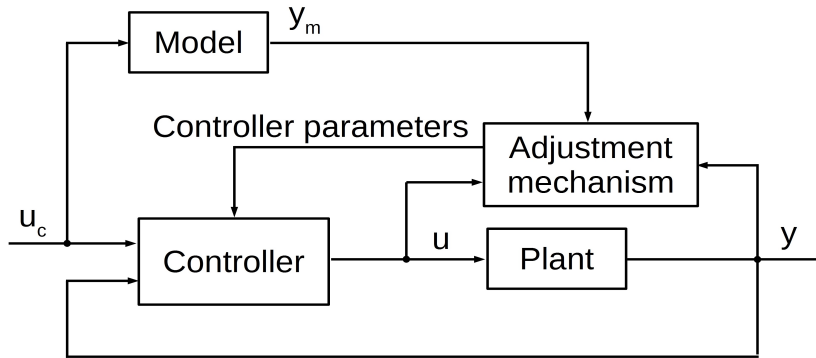 y_m
Model
Controller parameters
Adjustment
mechanism
u_c
u
y
Controller
Plant